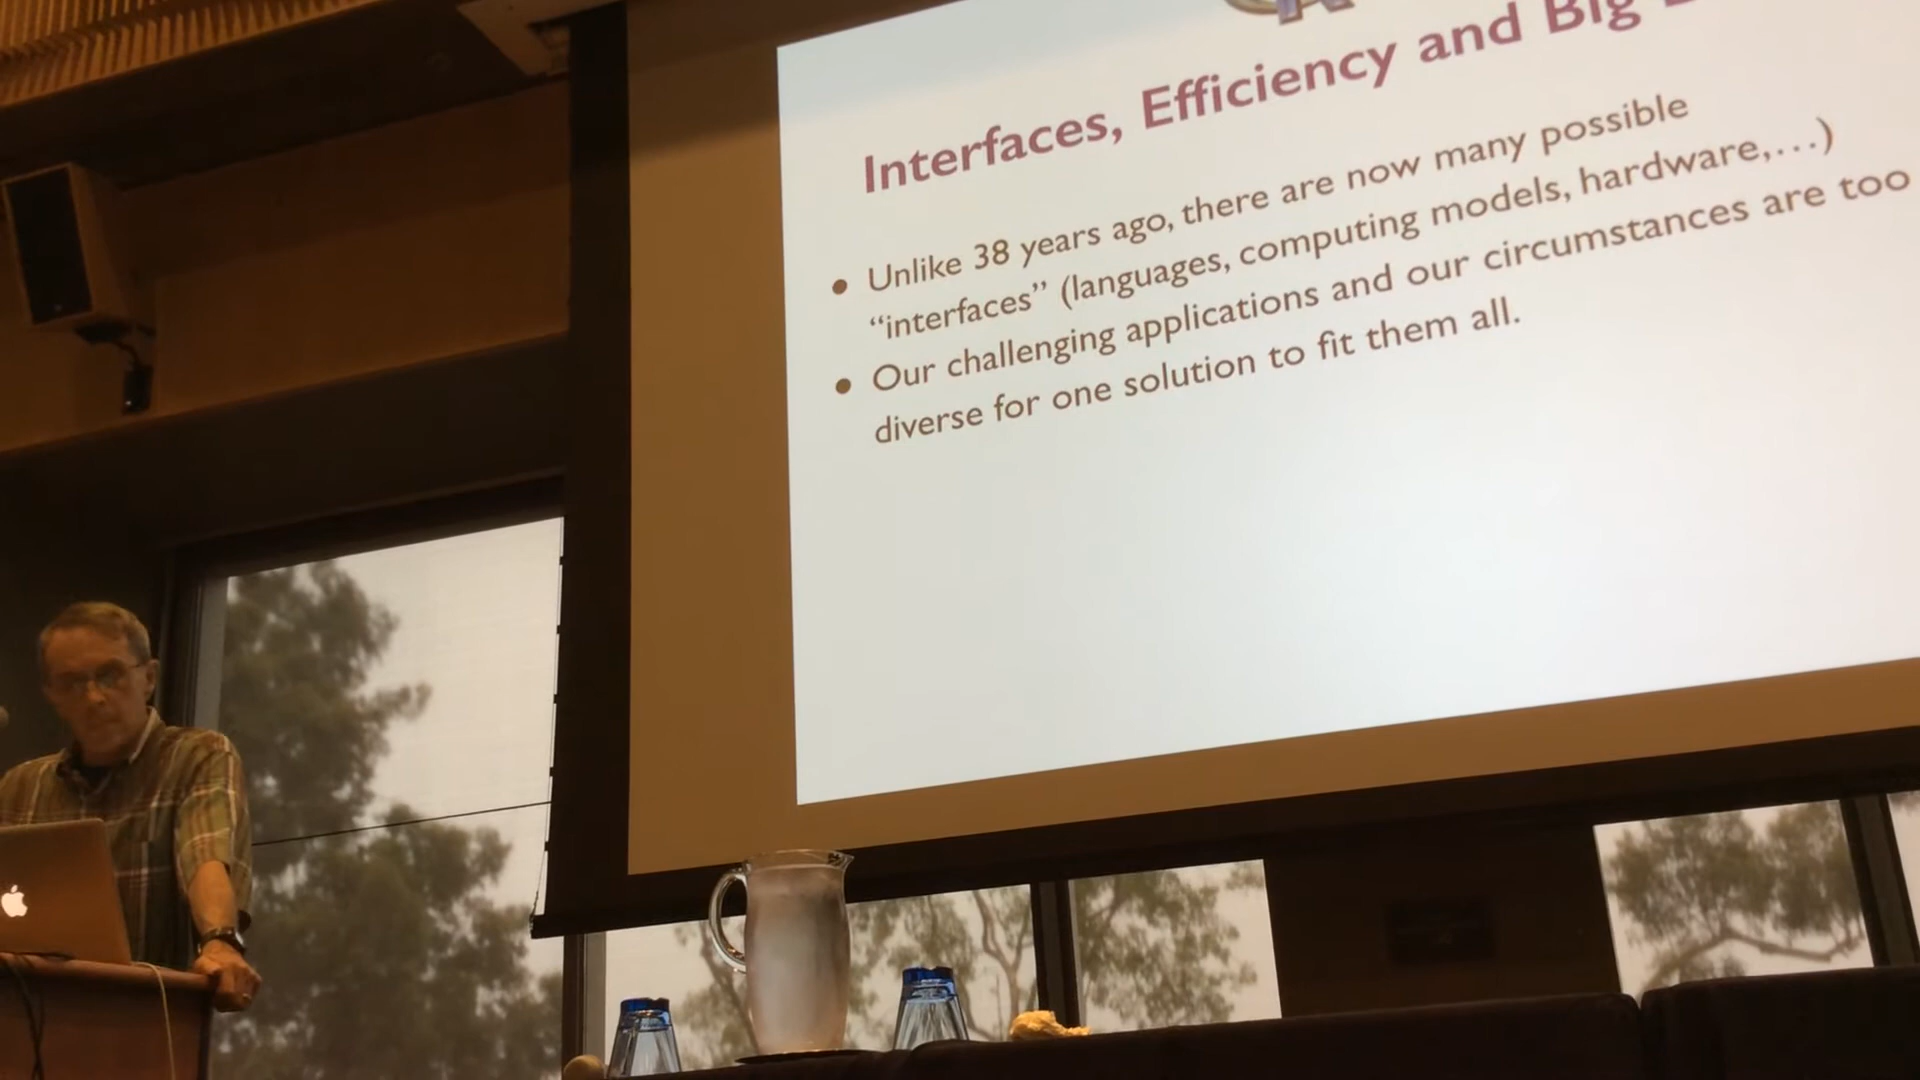 Interfaces, Efficiency and Big
• Unlike 38 years ago, there are now many possible
“interfaces” (languages, computing models, hardware,…)
• Our challenging applications and our circumstances are too
diverse for one solution to fit them all.